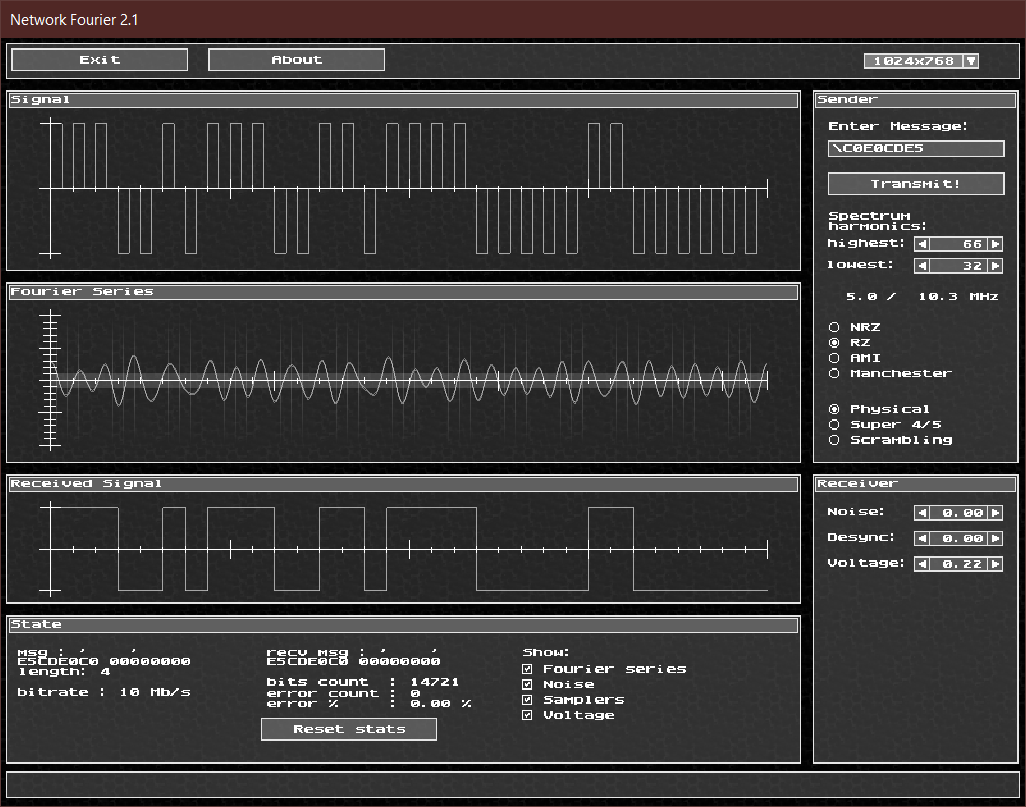 Network Fourier 2.1
Exit
About
1024x768
Signal
Fourier Series
Received Signal
State
msg : ' '
E5CDE0C0 00000000
length: 4
bitrate : 10 Mb/s
recv msg : ' '
E5CDE0C0 00000000
bits count : 14721
error count : 0
error % : 0.00 %
Reset stats
Show:
Fourier series
Noise
Samplers
Voltage
Sender
Enter Message:
\C0E0CDE5
Transmit!
Spectrum
harmonics:
highest: 66
lowest: 32
5.0 / 10.3 MHz
NRZ
RZ
AMI
Manchester
Physical
Super 4/5
Scrambling
Receiver
Noise: 0.00
Desync: 0.00
Voltage: 0.22